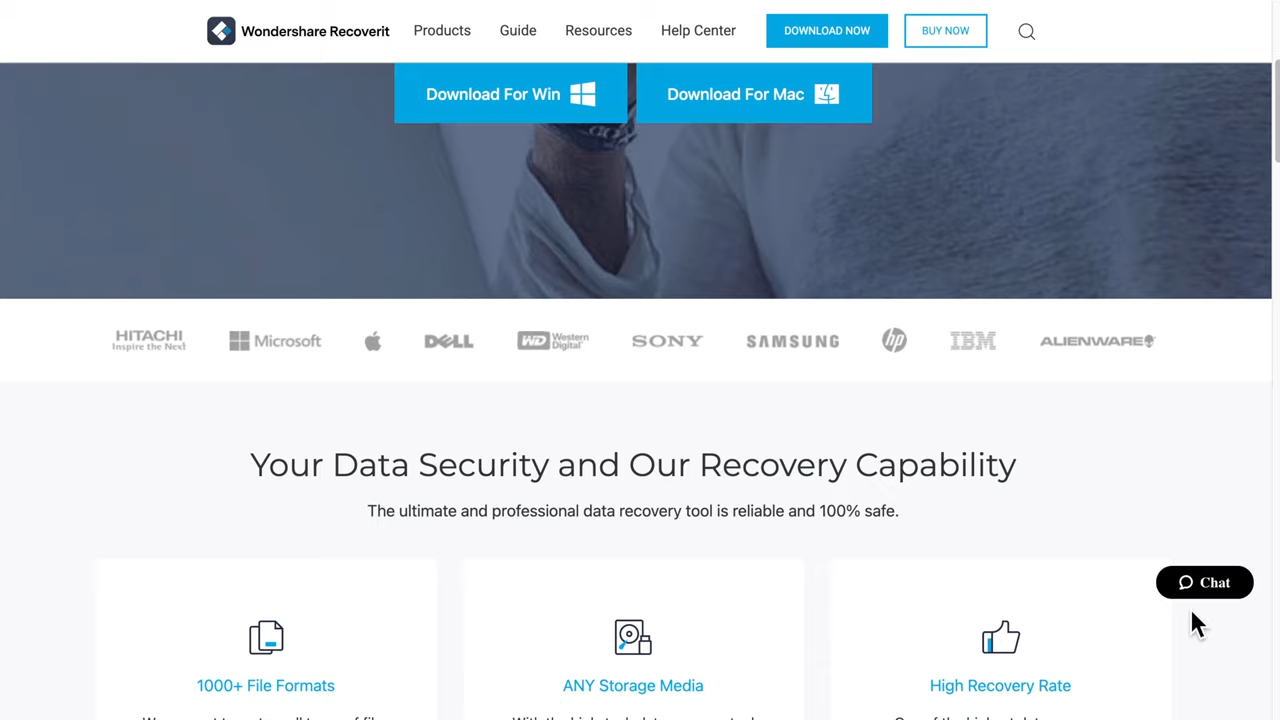 Wondershare Recoverit Products Guide Resources Help Center DOWNLOAD NOW BUY NOW
Download For Win Download For Mac
HITACHI Inspire the Next Microsoft DELL WD Western Digital SONY SAMSUNG hp IBM ALIENWARE
Your Data Security and Our Recovery Capability
The ultimate and professional data recovery tool is reliable and 100% safe.
Chat
1000+ File Formats ANY Storage Media High Recovery Rate